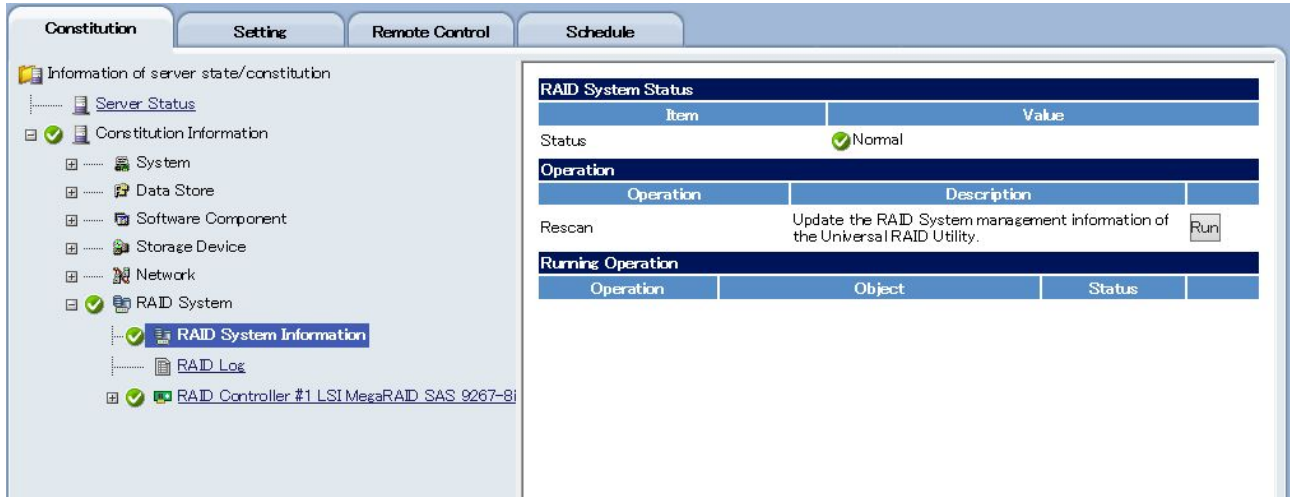 Constitution
Setting
Remote Control
Schedule
Information of server state/constitution
Server Status
Constitution Information
System
Data Store
Software Component
Storage Device
Network
RAID System
RAID System Information
RAID Log
RAID Controller #1 LSI MegaRAID SAS 9267-8i
RAID System Status
Item Value
Status Normal
Operation
Operation Description
Rescan Update the RAID System management information of
the Universal RAID Utility. Run
Running Operation
Operation Object Status